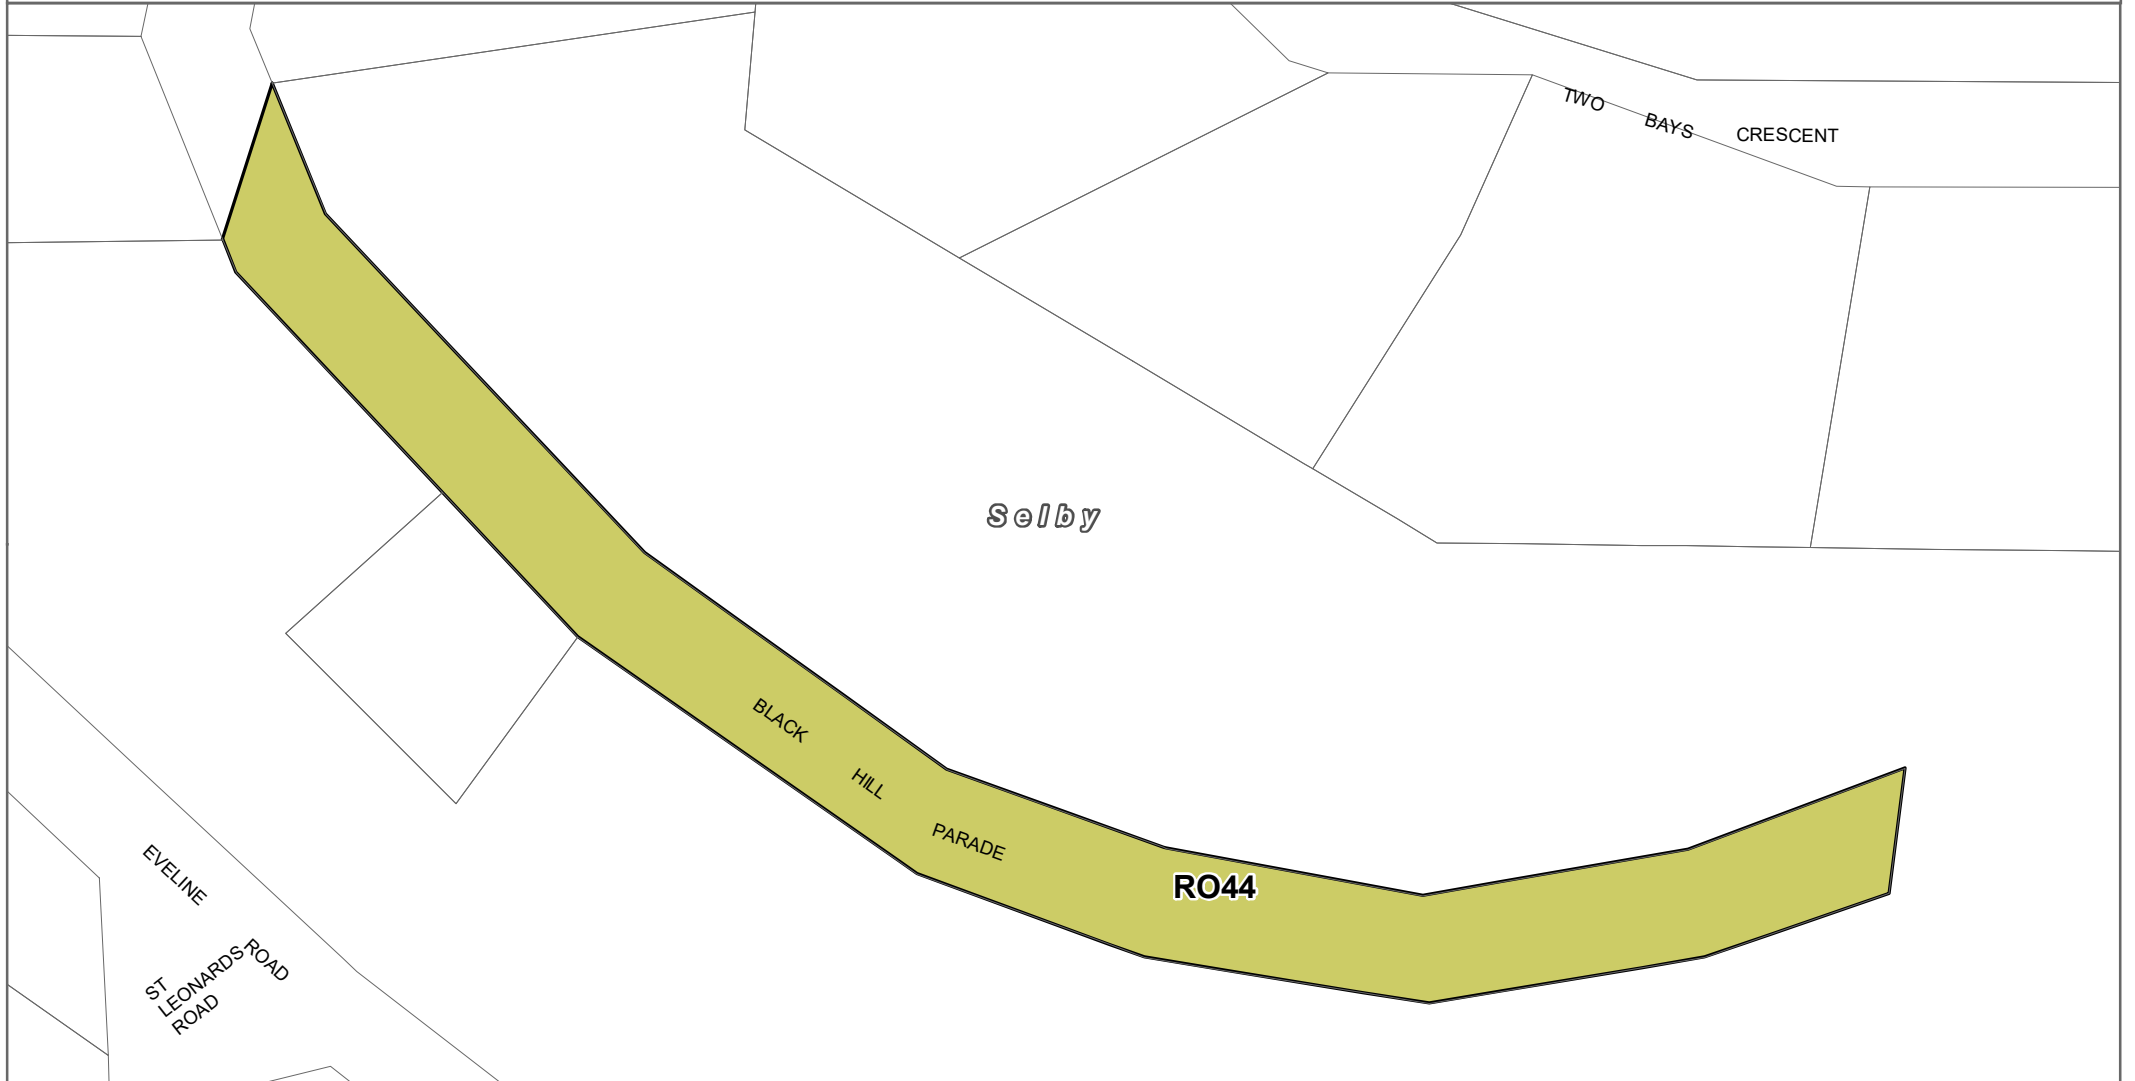 TWO BAYS CRESCENT
Selby
BLACK HILL PARADE
RO44
EVELINE ROAD
ST
LEONARDS
ROAD